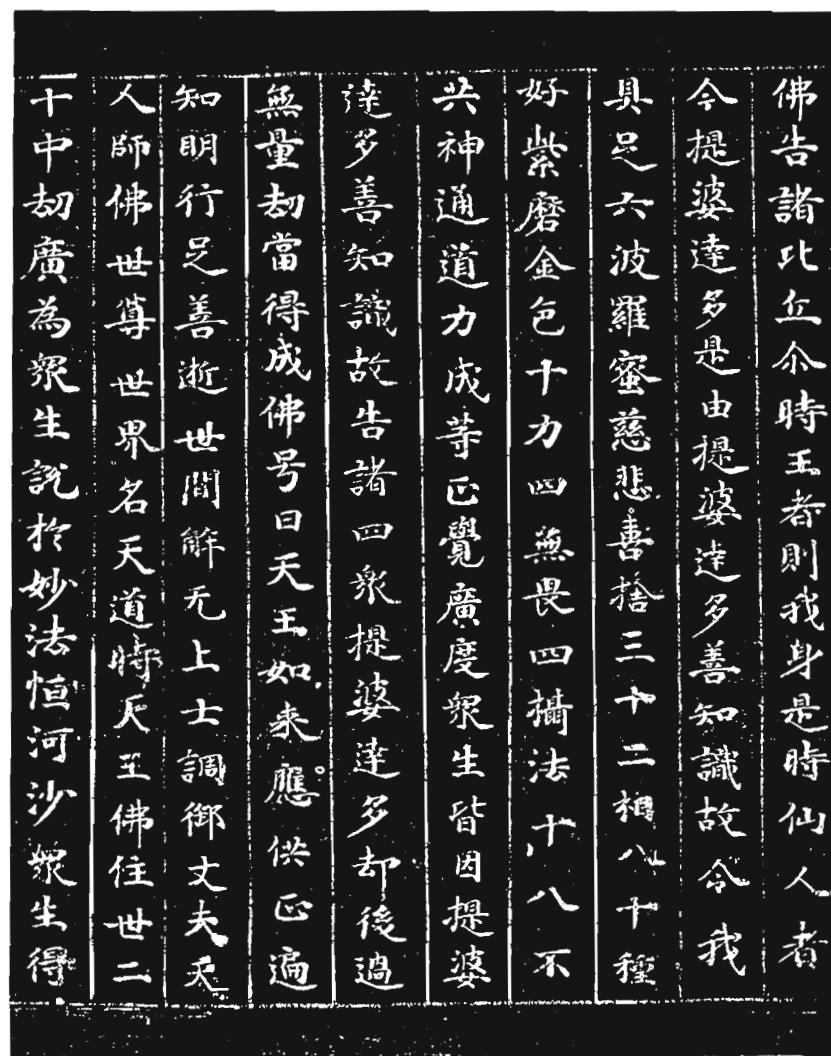 佛告諸比丘尒時王者則我身是時仙人者
今提婆達多是由提婆達多善知識故令我
具足六波羅蜜慈悲喜捨三十二相八十種
好紫磨金色十力四無畏四攝法十八不
共神通道力成等正覺廣度衆生皆因提婆
達多善知識故告諸四衆提婆達多却後過
無量劫當得成佛号曰天王如来應供正遍
知明行足善逝世間解无上士調御丈夫天
人師佛世尊世界名天道時天王佛住世二
十中劫廣為衆生說於妙法恒河沙衆生得